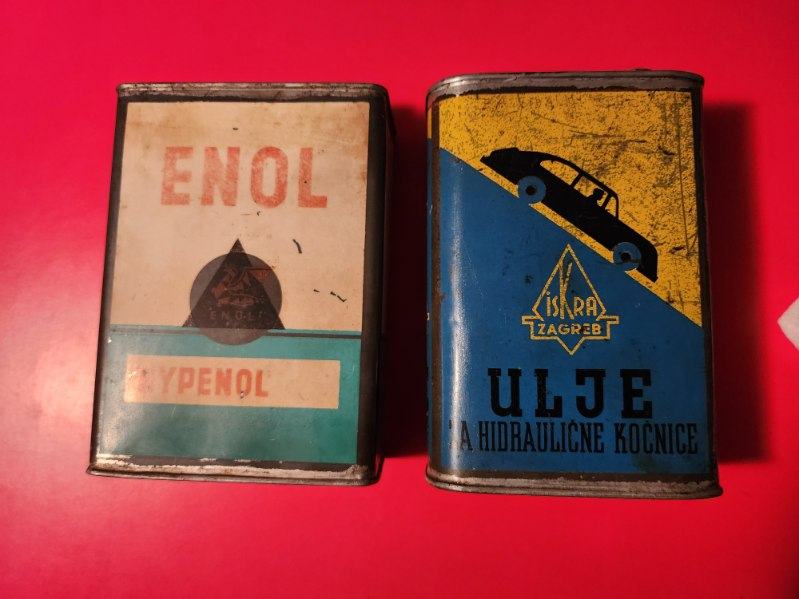 ENOL
ENOL
YPENOL
iSKRA
ZAGREB
ULJE
ZA HIDRAULIČNE KOČNICE